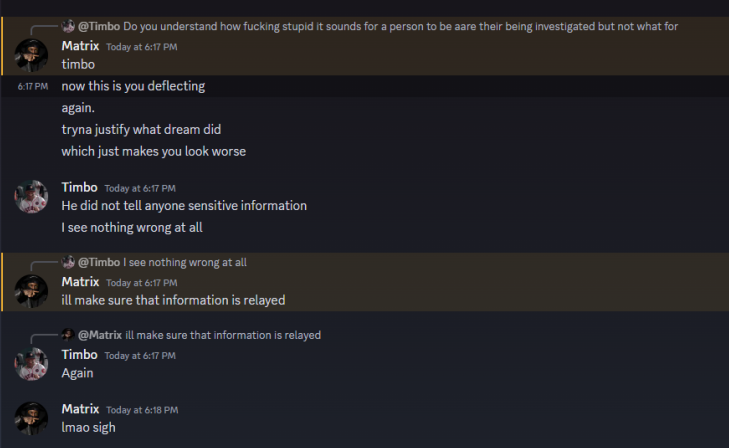 @Timbo Do you understand how fucking stupid it sounds for a person to be aare their being investigated but not what for
Matrix Today at 6:17 PM
timbo
6:17 PM now this is you deflecting
again.
tryna justify what dream did
which just makes you look worse
Timbo Today at 6:17 PM
He did not tell anyone sensitive information
I see nothing wrong at all
@Timbo I see nothing wrong at all
Matrix Today at 6:17 PM
ill make sure that information is relayed
@Matrix ill make sure that information is relayed
Timbo Today at 6:17 PM
Again
Matrix Today at 6:18 PM
lmao sigh